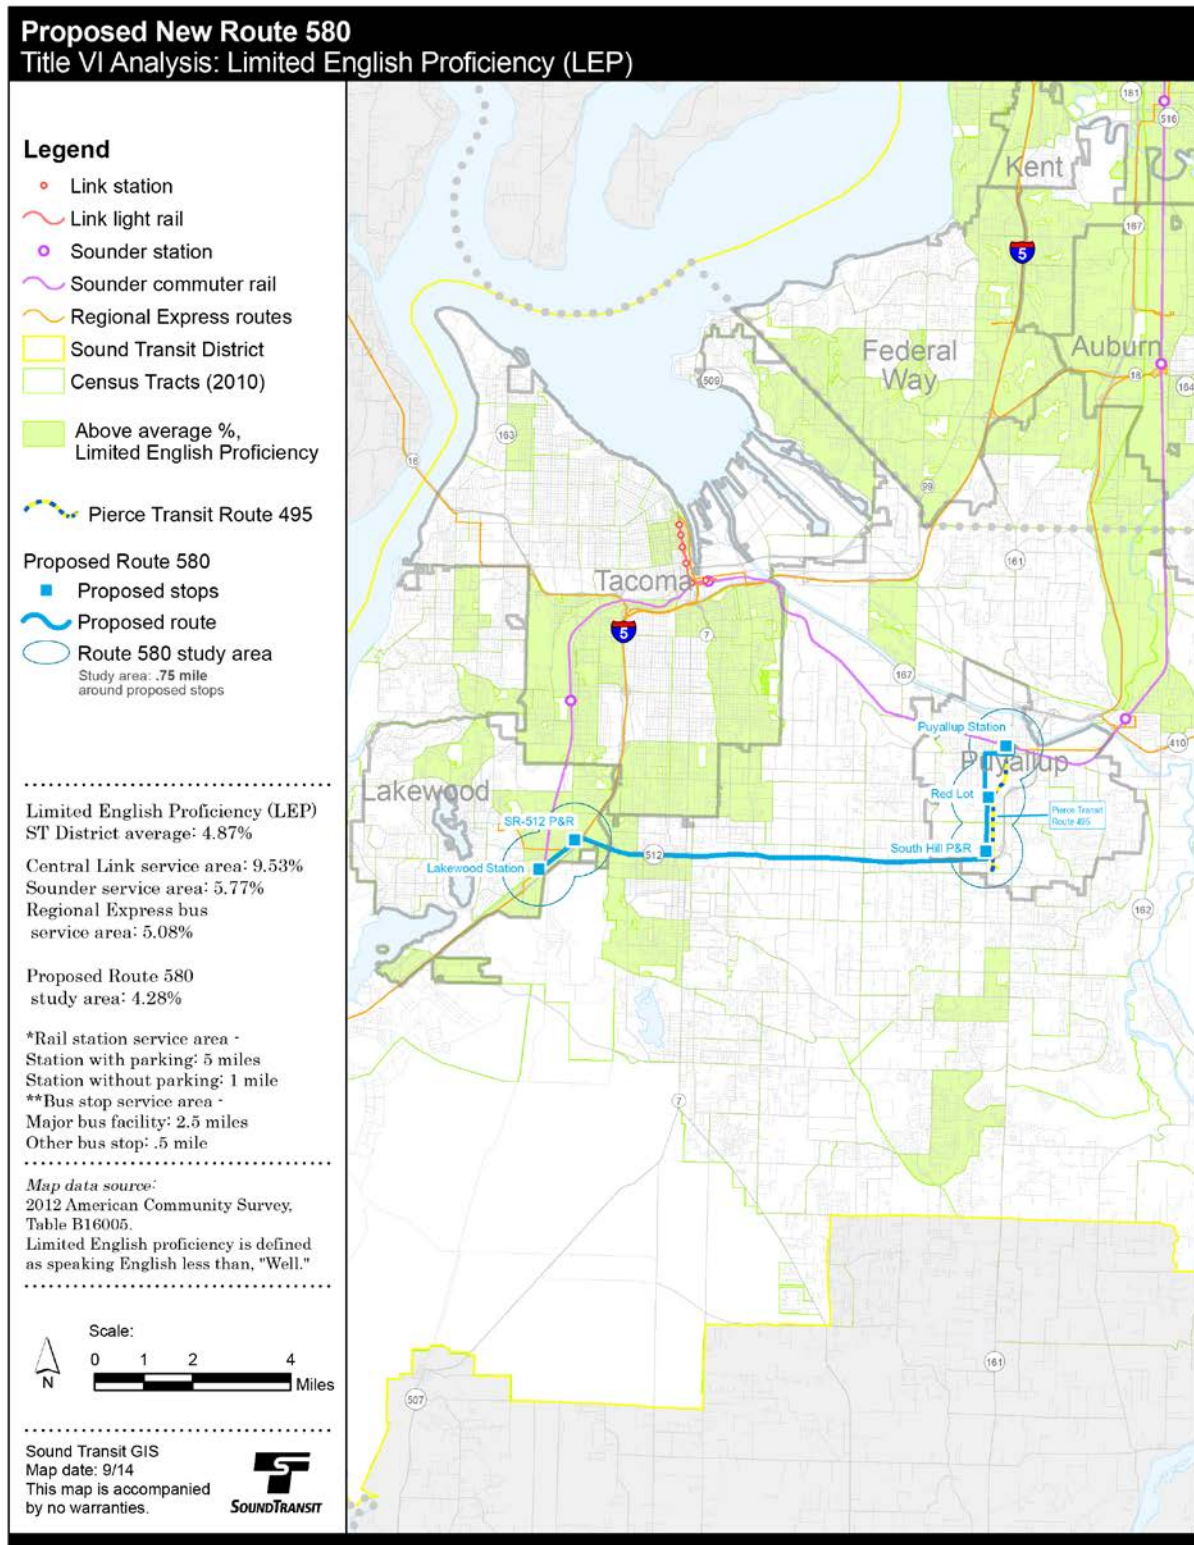 Proposed New Route 580
Title VI Analysis: Limited English Proficiency (LEP)
Legend
Link station
Link light rail
Sounder station
Sounder commuter rail
Regional Express routes
Sound Transit District
Census Tracts (2010)
Above average %,
Limited English Proficiency
Pierce Transit Route 495
Proposed Route 580
Proposed stops
Proposed route
Route 580 study area
Study area: .75 mile
around proposed stops
Limited English Proficiency (LEP)
ST District average: 4.87%
Central Link service area: 9.53%
Sounder service area: 5.77%
Regional Express bus
service area: 5.08%
Proposed Route 580
study area: 4.28%
*Rail station service area -
Station with parking: 5 miles
Station without parking: 1 mile
**Bus stop service area -
Major bus facility: 2.5 miles
Other bus stop: .5 mile
Map data source:
2012 American Community Survey,
Table B16005.
Limited English proficiency is defined
as speaking English less than, "Well."
Scale:
0 1 2 4
Miles
N
Sound Transit GIS
Map date: 9/14
This map is accompanied
by no warranties.
SOUNDTRANSIT
181
516
Kent
167
5
Federal
Way
Auburn
509
18
164
163
16
99
161
Tacoma
5
7
167
Puyallup Station
410
Puyallup
Lakewood
Red Lot
Pierce Transit
Route 495
SR-512 P&R
512
South Hill P&R
Lakewood Station
162
7
161
507